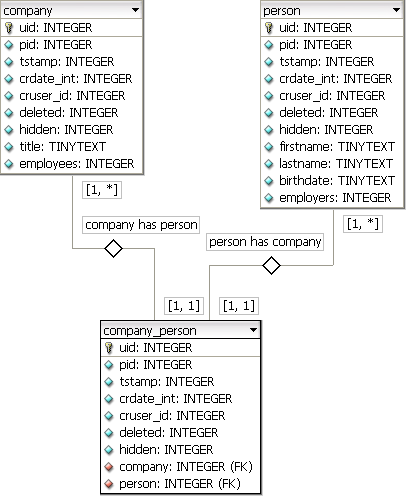 company
uid: INTEGER
pid: INTEGER
tstamp: INTEGER
crdate_int: INTEGER
cruser_id: INTEGER
deleted: INTEGER
hidden: INTEGER
title: TINYTEXT
employees: INTEGER
person
uid: INTEGER
pid: INTEGER
tstamp: INTEGER
crdate_int: INTEGER
cruser_id: INTEGER
deleted: INTEGER
hidden: INTEGER
firstname: TINYTEXT
lastname: TINYTEXT
birthdate: TINYTEXT
employers: INTEGER
[1, *]
company has person
[1, *]
person has company
[1, 1]
[1, 1]
company_person
uid: INTEGER
pid: INTEGER
tstamp: INTEGER
crdate_int: INTEGER
cruser_id: INTEGER
deleted: INTEGER
hidden: INTEGER
company: INTEGER (FK)
person: INTEGER (FK)